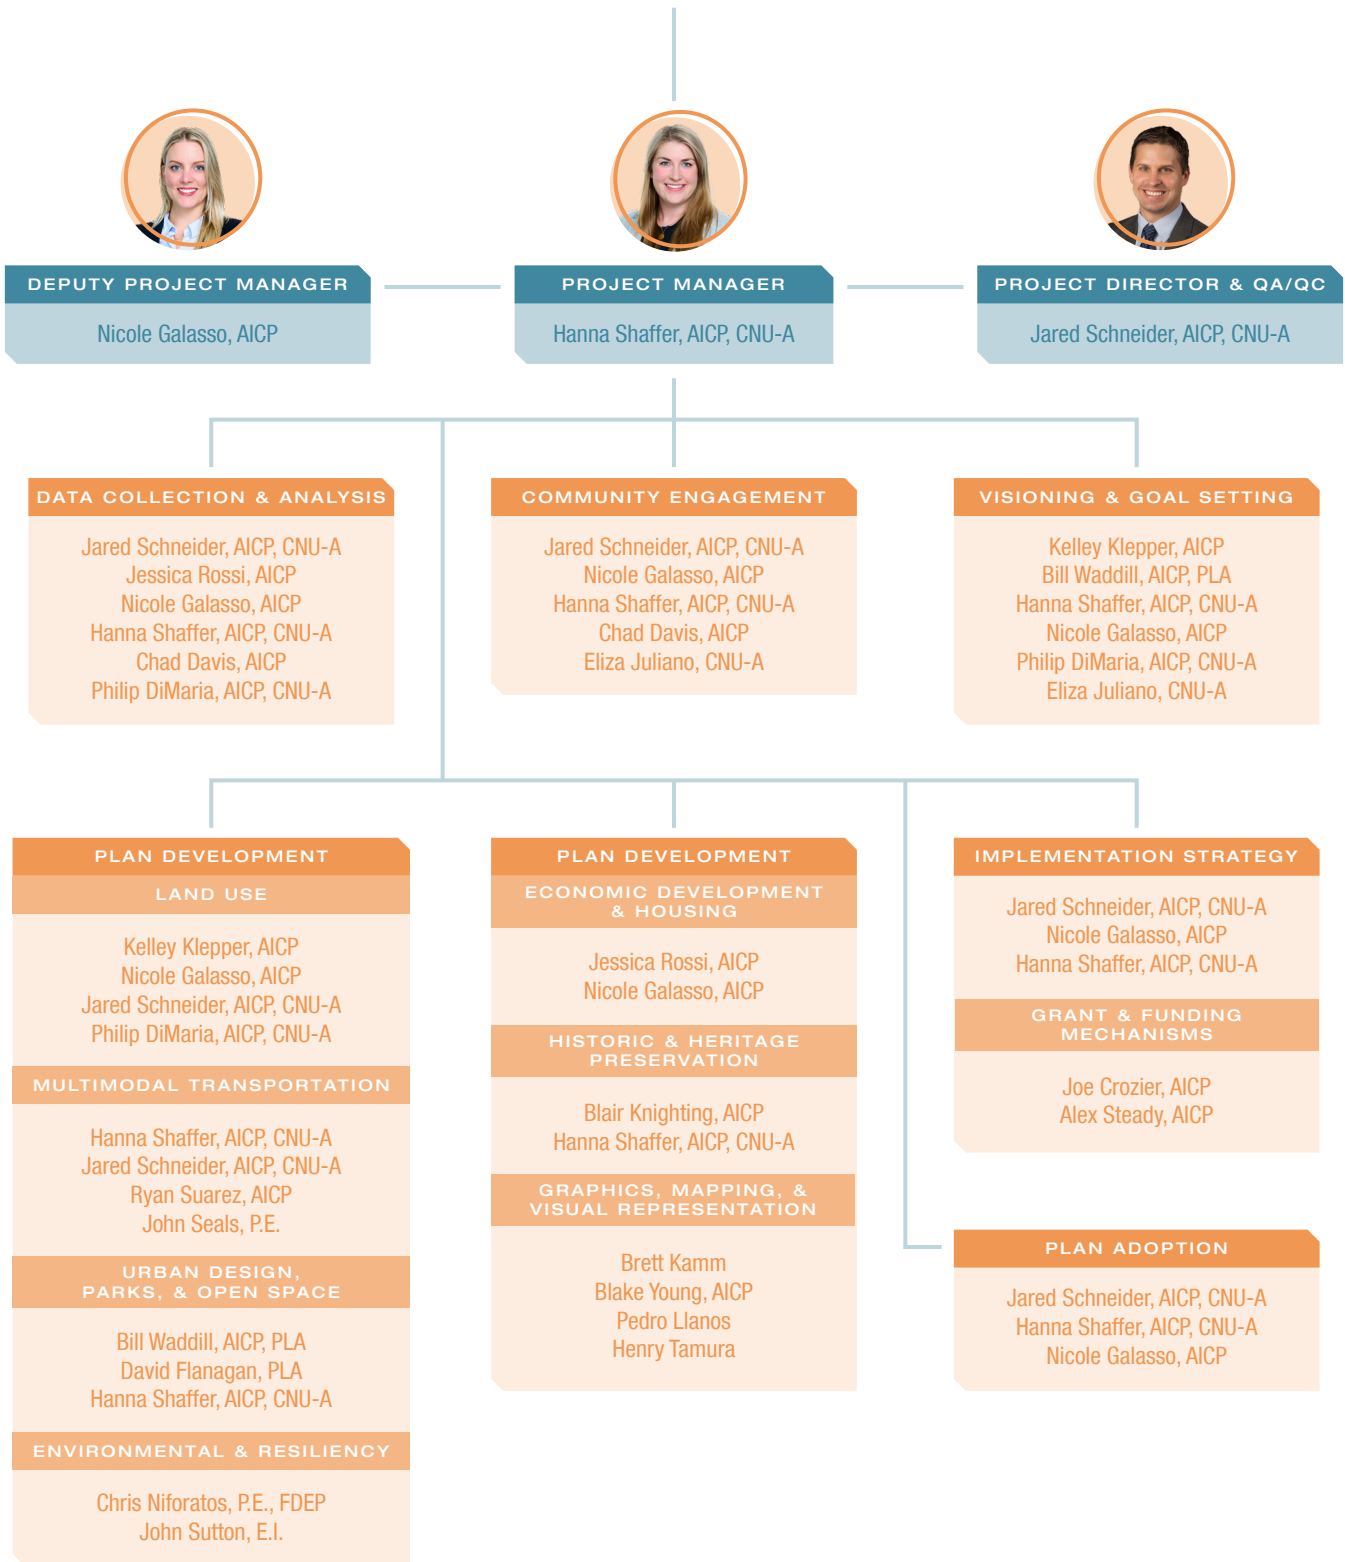 DEPUTY PROJECT MANAGER
Nicole Galasso, AICP
PROJECT MANAGER
Hanna Shaffer, AICP, CNU-A
PROJECT DIRECTOR & QA/QC
Jared Schneider, AICP, CNU-A
DATA COLLECTION & ANALYSIS
Jared Schneider, AICP, CNU-A
Jessica Rossi, AICP
Nicole Galasso, AICP
Hanna Shaffer, AICP, CNU-A
Chad Davis, AICP
Philip DiMaria, AICP, CNU-A
COMMUNITY ENGAGEMENT
Jared Schneider, AICP, CNU-A
Nicole Galasso, AICP
Hanna Shaffer, AICP, CNU-A
Chad Davis, AICP
Eliza Juliano, CNU-A
VISIONING & GOAL SETTING
Kelley Klepper, AICP
Bill Waddill, AICP, PLA
Hanna Shaffer, AICP, CNU-A
Nicole Galasso, AICP
Philip DiMaria, AICP, CNU-A
Eliza Juliano, CNU-A
PLAN DEVELOPMENT
LAND USE
Kelley Klepper, AICP
Nicole Galasso, AICP
Jared Schneider, AICP, CNU-A
Philip DiMaria, AICP, CNU-A
MULTIMODAL TRANSPORTATION
Hanna Shaffer, AICP, CNU-A
Jared Schneider, AICP, CNU-A
Ryan Suarez, AICP
John Seals, P.E.
URBAN DESIGN,
PARKS, & OPEN SPACE
Bill Waddill, AICP, PLA
David Flanagan, PLA
Hanna Shaffer, AICP, CNU-A
ENVIRONMENTAL & RESILIENCY
Chris Niforatos, P.E., FDEP
John Sutton, E.I.
PLAN DEVELOPMENT
ECONOMIC DEVELOPMENT
& HOUSING
Jessica Rossi, AICP
Nicole Galasso, AICP
HISTORIC & HERITAGE
PRESERVATION
Blair Knighting, AICP
Hanna Shaffer, AICP, CNU-A
GRAPHICS, MAPPING, &
VISUAL REPRESENTATION
Brett Kamm
Blake Young, AICP
Pedro Llanos
Henry Tamura
IMPLEMENTATION STRATEGY
Jared Schneider, AICP, CNU-A
Nicole Galasso, AICP
Hanna Shaffer, AICP, CNU-A
GRANT & FUNDING
MECHANISMS
Joe Crozier, AICP
Alex Steady, AICP
PLAN ADOPTION
Jared Schneider, AICP, CNU-A
Hanna Shaffer, AICP, CNU-A
Nicole Galasso, AICP